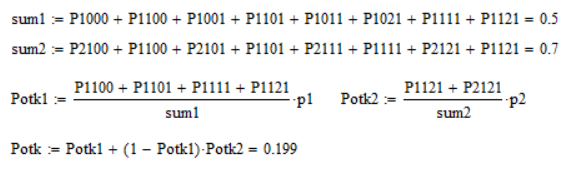 sum1 := P1000 + P1100 + P1001 + P1101 + P1011 + P1021 + P1111 + P1121 = 0.5
sum2 := P2100 + P1100 + P2101 + P1101 + P2111 + P1111 + P2121 + P1121 = 0.7
Potk1 := (P1100 + P1101 + P1111 + P1121)/sum1 ·p1 Potk2 := (P1121 + P2121)/sum2 ·p2
Potk := Potk1 + (1 − Potk1)·Potk2 = 0.199